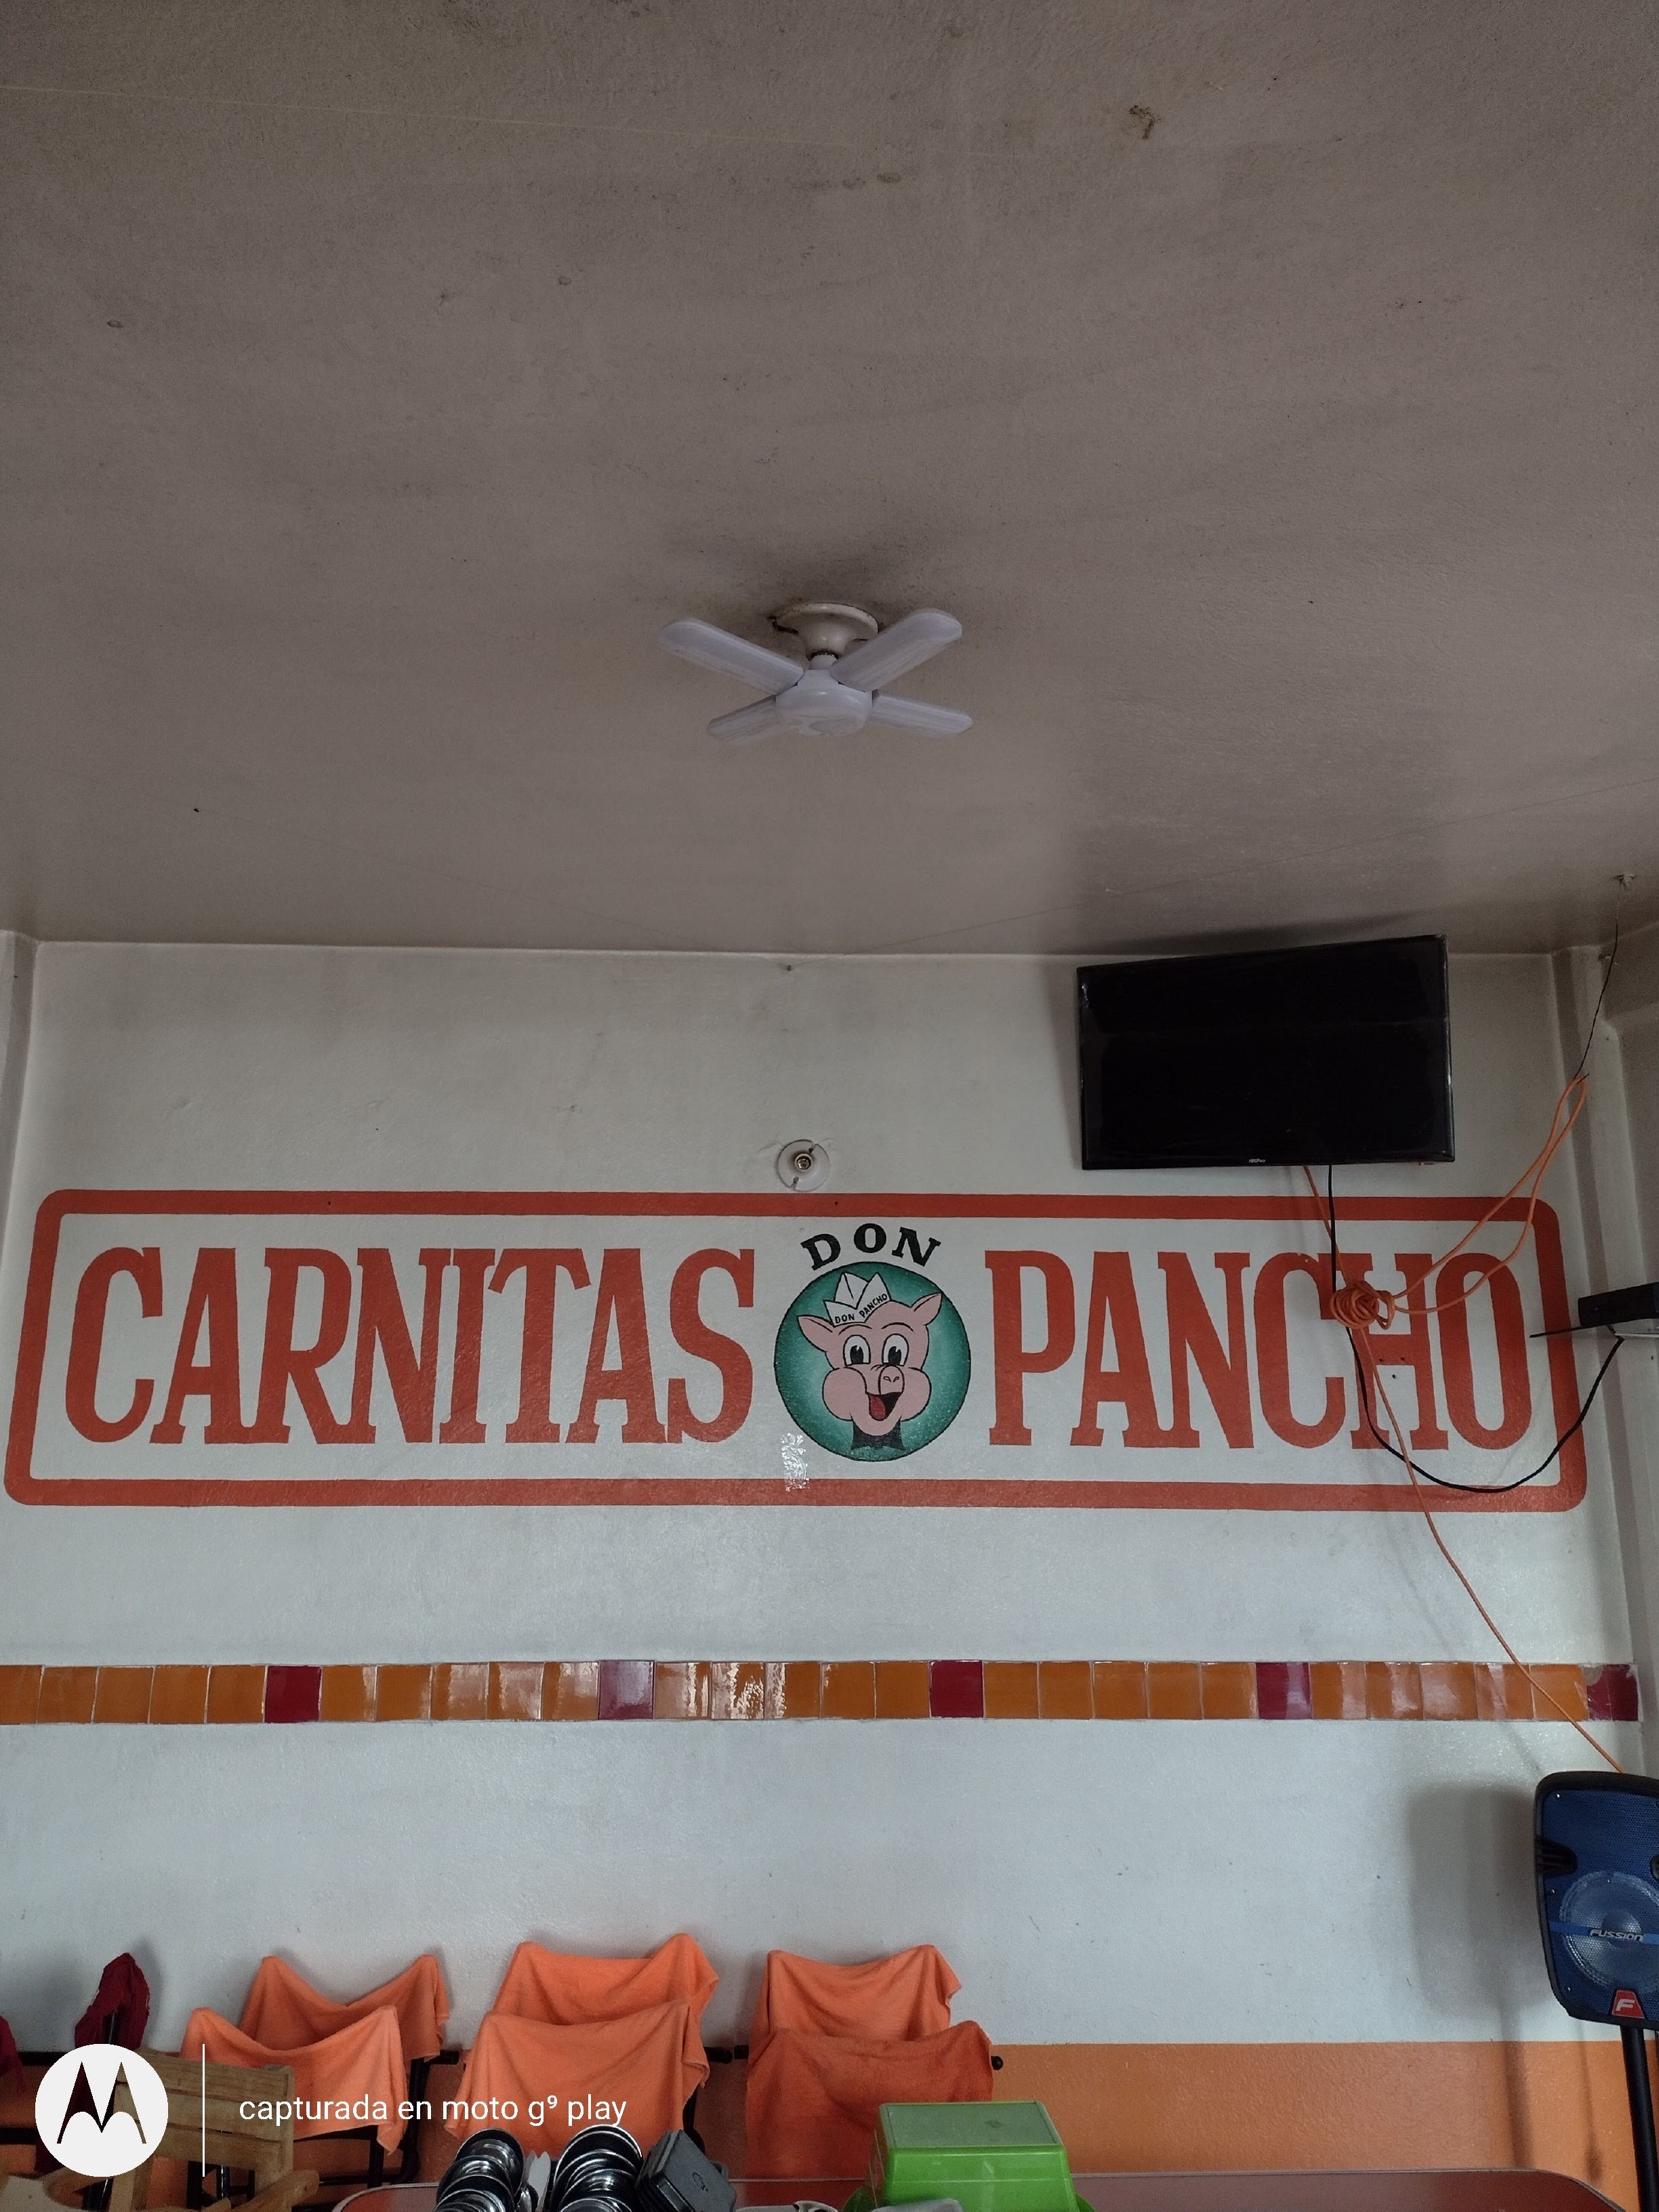 DON
CARNITAS PANCHO
DON PANCHO
FUSSION
F
capturada en moto g⁹ play